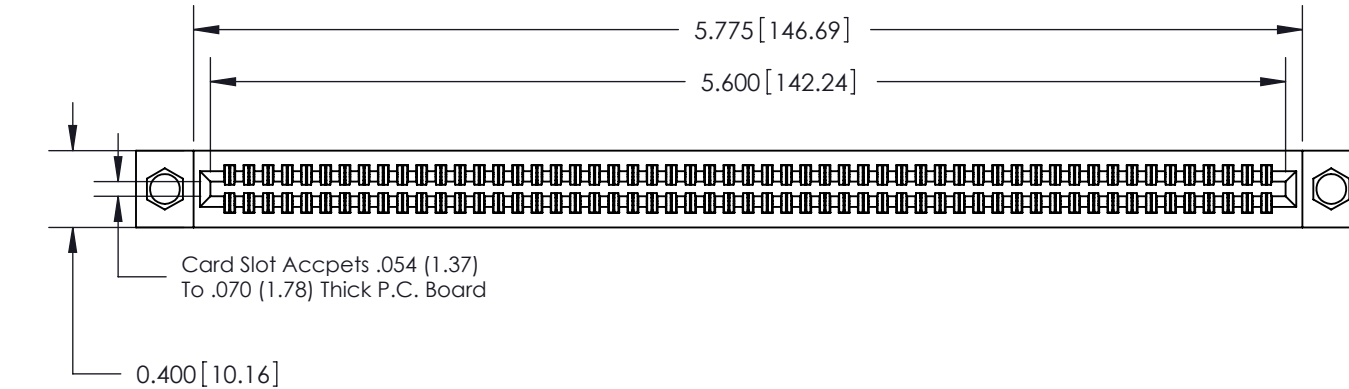 5.775 [146.69]
5.600 [142.24]
Card Slot Accpets .054 (1.37)
To .070 (1.78) Thick P.C. Board
0.400 [10.16]